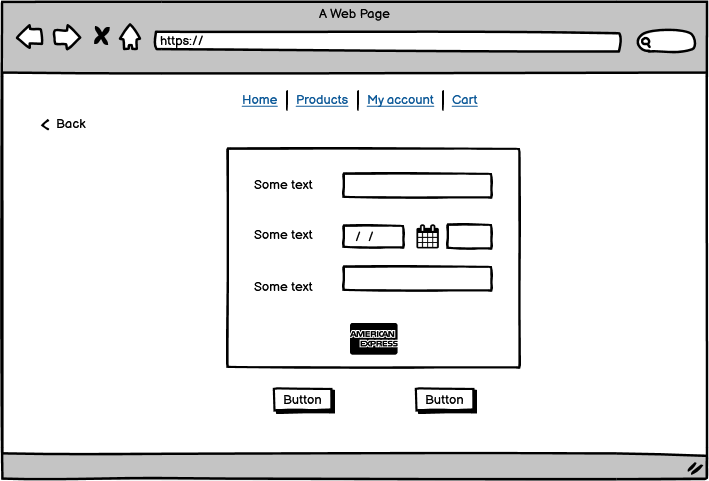 A Web Page
https://
Home Products My account Cart
Back
Some text
Some text / /
Some text
AMERICAN
EXPRESS
Button Button